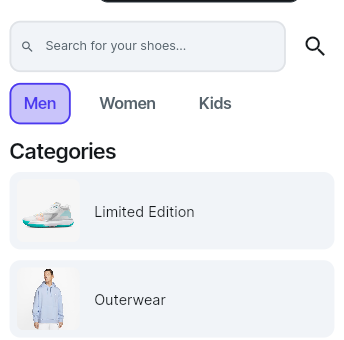 Search for your shoes...
Men Women Kids
Categories
Limited Edition
Outerwear